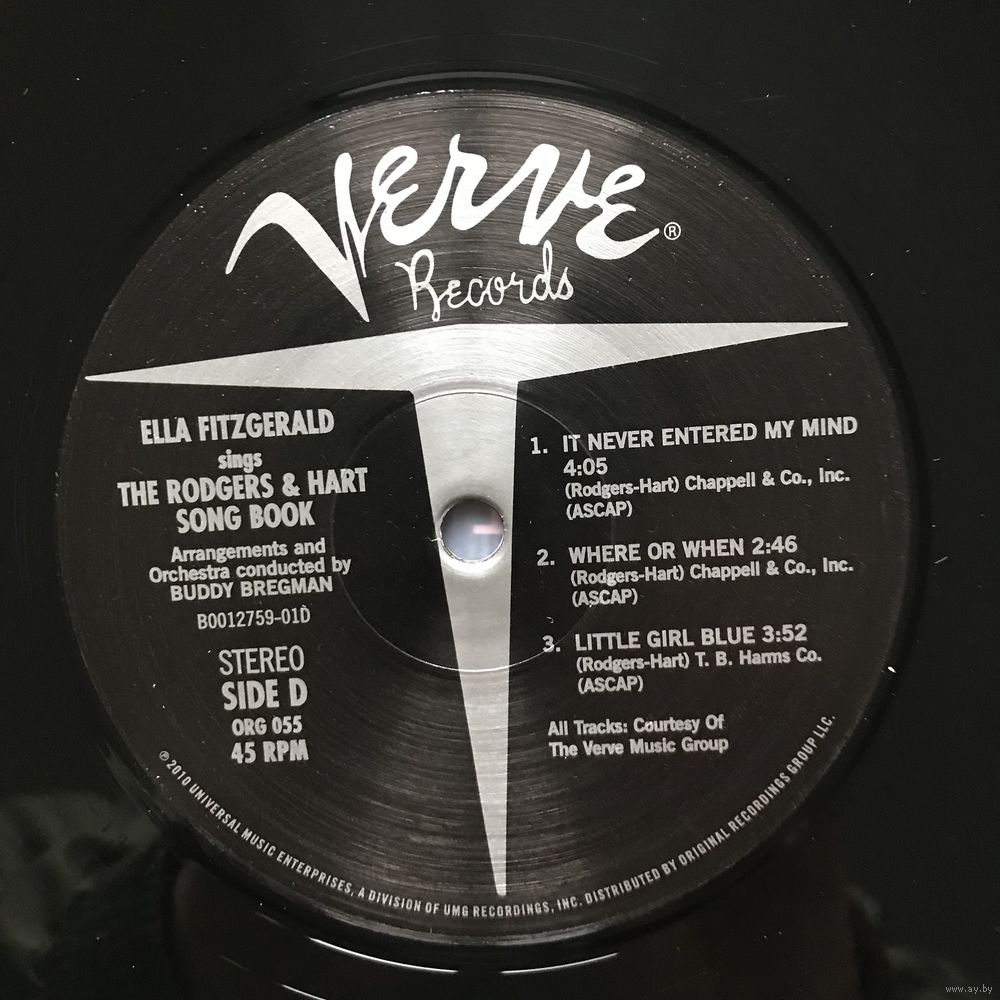 Verve®
Records
ELLA FITZGERALD
sings
THE RODGERS & HART
SONG BOOK
Arrangements and
Orchestra conducted by
BUDDY BREGMAN
B0012759-01D
STEREO
SIDE D
ORG 055
45 RPM
1. IT NEVER ENTERED MY MIND
4:05
(Rodgers-Hart) Chappell & Co., Inc.
(ASCAP)
2. WHERE OR WHEN 2:46
(Rodgers-Hart) Chappell & Co., Inc.
(ASCAP)
3. LITTLE GIRL BLUE 3:52
(Rodgers-Hart) T. B. Harms Co.
(ASCAP)
All Tracks: Courtesy Of
The Verve Music Group
℗ 2010 UNIVERSAL MUSIC ENTERPRISES, A DIVISION OF UMG RECORDINGS, INC. DISTRIBUTED BY ORIGINAL RECORDINGS GROUP LLC.
www.ay.by